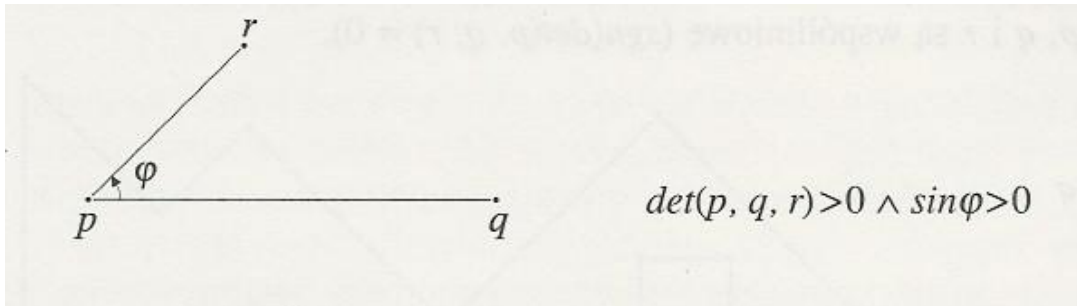 r
φ
p
q
det(p, q, r)>0 ∧ sinφ>0